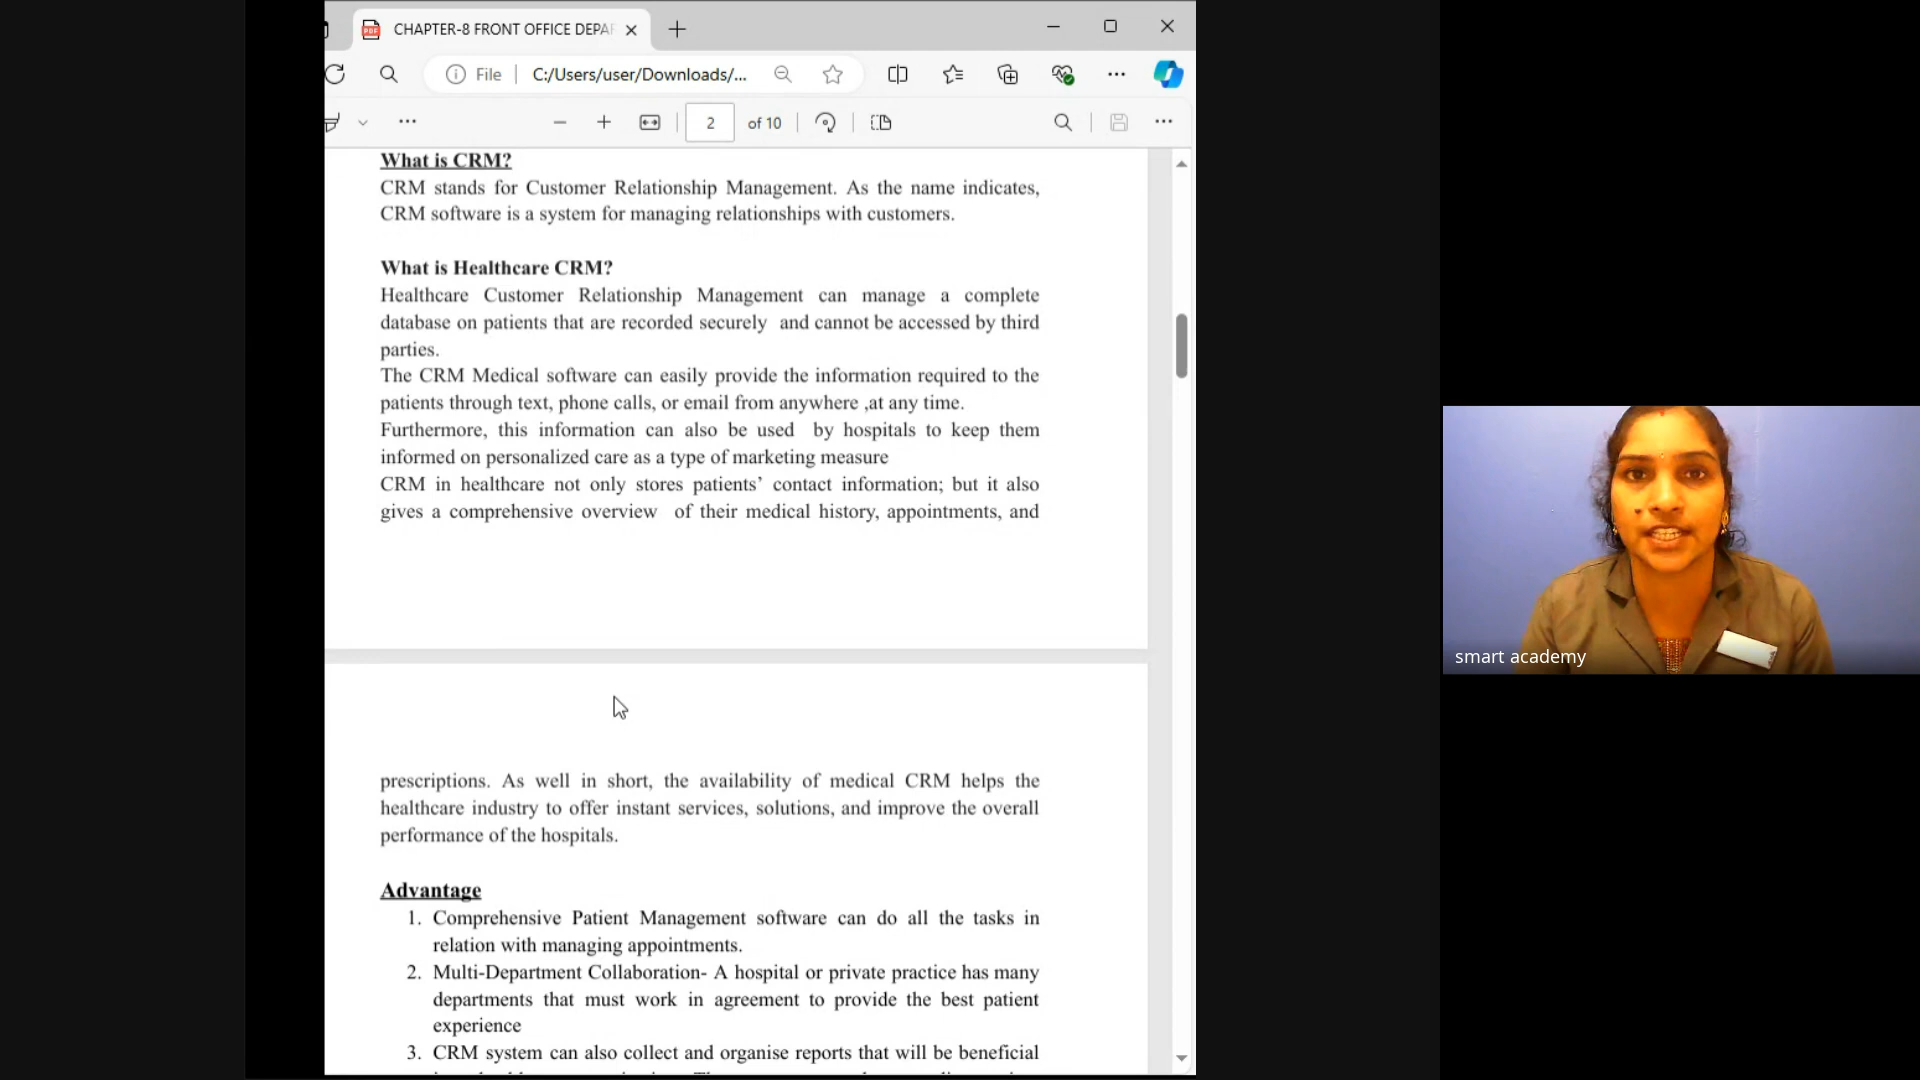 CHAPTER-8 FRONT OFFICE DEPA
File
C:/Users/user/Downloads/...
2
of 10
What is CRM?
CRM stands for Customer Relationship Management. As the name indicates,
CRM software is a system for managing relationships with customers.
What is Healthcare CRM?
Healthcare Customer Relationship Management can manage a complete
database on patients that are recorded securely and cannot be accessed by third
parties.
The CRM Medical software can easily provide the information required to the
patients through text, phone calls, or email from anywhere ,at any time.
Furthermore, this information can also be used by hospitals to keep them
informed on personalized care as a type of marketing measure
CRM in healthcare not only stores patients’ contact information; but it also
gives a comprehensive overview of their medical history, appointments, and
prescriptions. As well in short, the availability of medical CRM helps the
healthcare industry to offer instant services, solutions, and improve the overall
performance of the hospitals.
Advantage
1. Comprehensive Patient Management software can do all the tasks in
relation with managing appointments.
2. Multi-Department Collaboration- A hospital or private practice has many
departments that must work in agreement to provide the best patient
experience
3. CRM system can also collect and organise reports that will be beneficial
smart academy